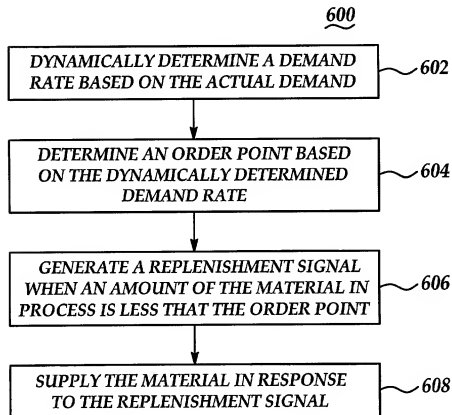 600
DYNAMICALLY DETERMINE A DEMAND
RATE BASED ON THE ACTUAL DEMAND
602
DETERMINE AN ORDER POINT BASED
ON THE DYNAMICALLY DETERMINED
DEMAND RATE
604
GENERATE A REPLENISHMENT SIGNAL
WHEN AN AMOUNT OF THE MATERIAL IN
PROCESS IS LESS THAT THE ORDER POINT
606
SUPPLY THE MATERIAL IN RESPONSE
TO THE REPLENISHMENT SIGNAL
608